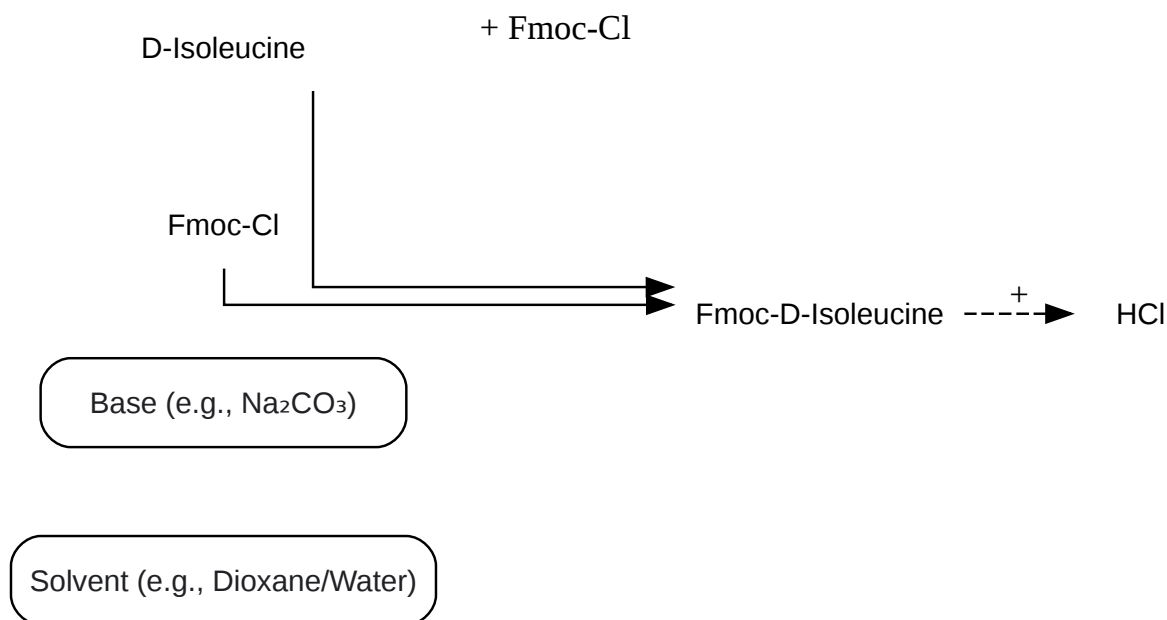 D-Isoleucine
+ Fmoc-Cl
Fmoc-Cl
Fmoc-D-Isoleucine
+
HCl
Base (e.g., Na₂CO₃)
Solvent (e.g., Dioxane/Water)